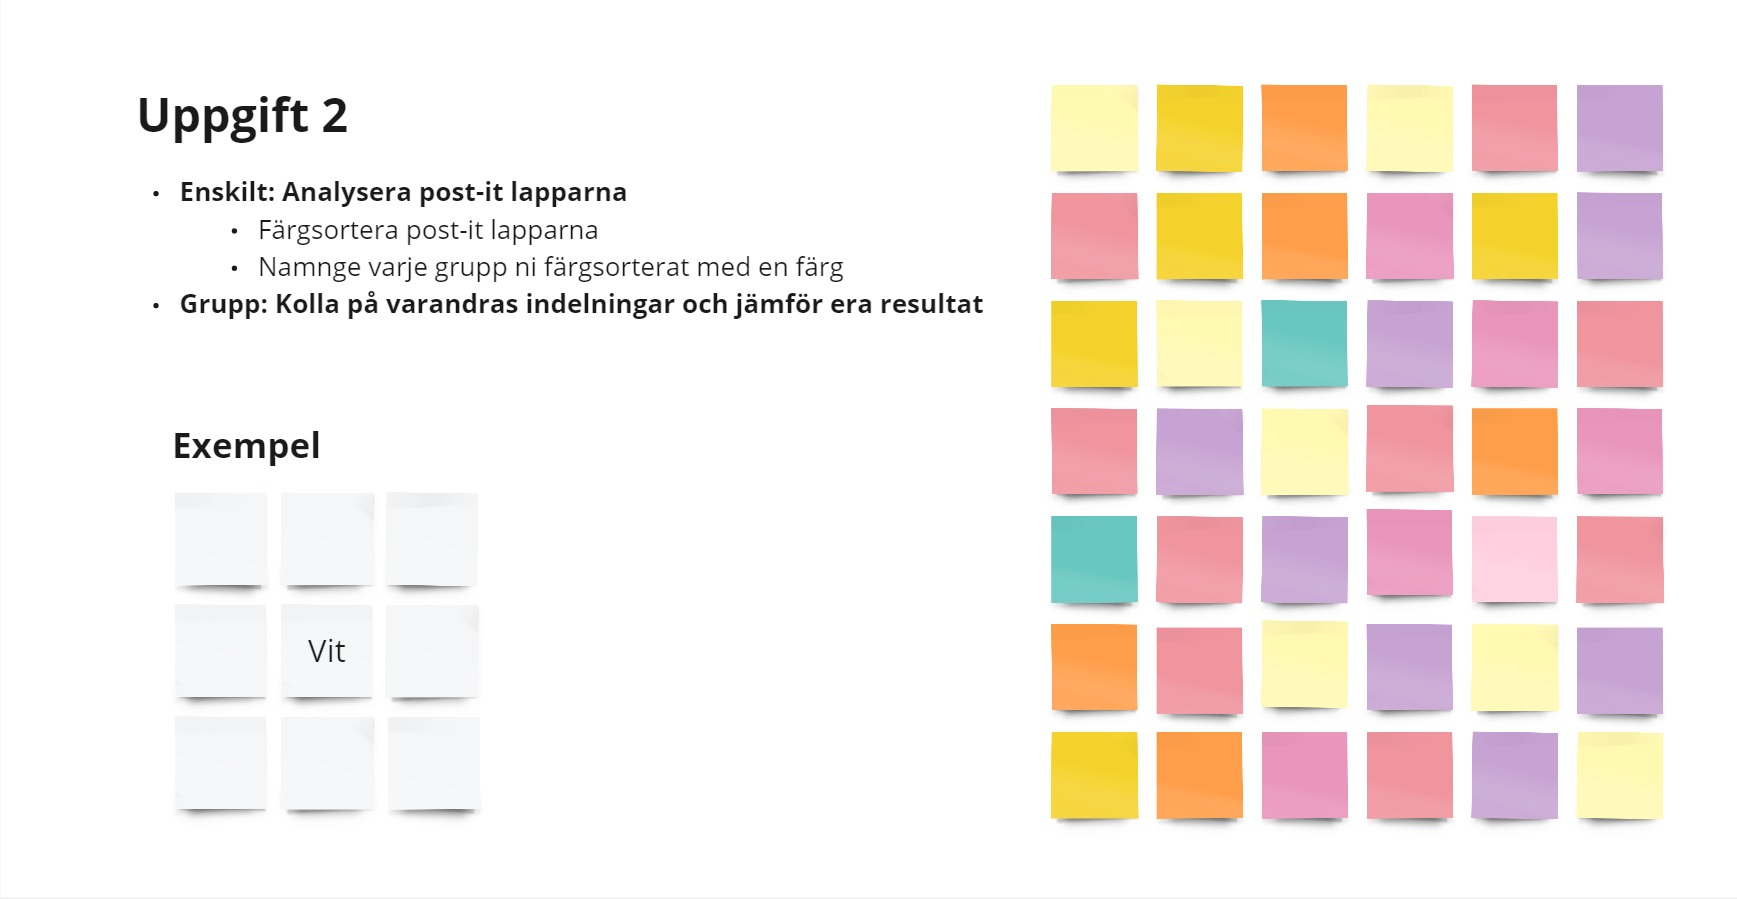 Uppgift 2
• Enskilt: Analysera post-it lapparna
• Färgsortera post-it lapparna
• Namnge varje grupp ni färgsorterat med en färg
• Grupp: Kolla på varandras indelningar och jämför era resultat
Exempel
Vit